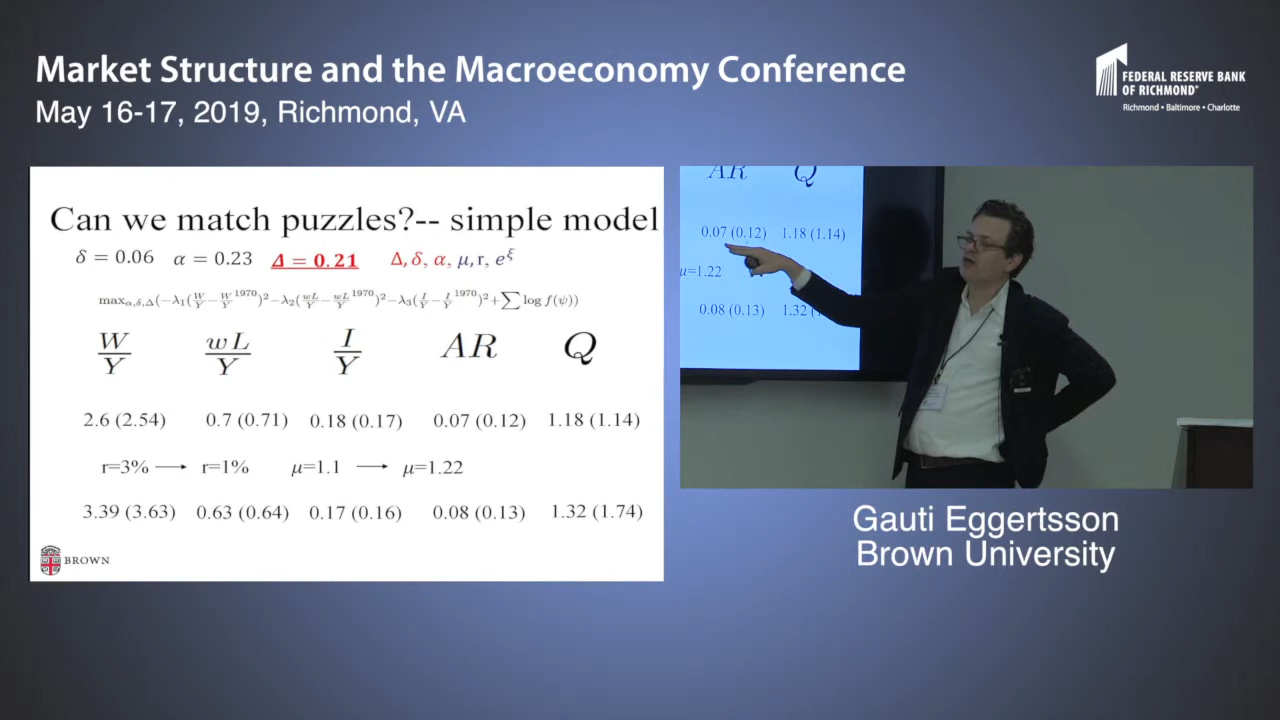 Market Structure and the Macroeconomy Conference
May 16-17, 2019, Richmond, VA
FEDERAL RESERVE BANK
OF RICHMOND®
Richmond • Baltimore • Charlotte
Can we match puzzles?-- simple model
δ = 0.06 α = 0.23 Δ = 0.21 Δ, δ, α, μ, r, e^ξ
max_{α,δ,Δ}(−λ₁(W/Y − W/Y^1970)²−λ₂(wL/Y − wL/Y^1970)²−λ₃(I/Y − I/Y^1970)²+∑ log f(ψ))
W/Y wL/Y I/Y AR Q
2.6 (2.54) 0.7 (0.71) 0.18 (0.17) 0.07 (0.12) 1.18 (1.14)
r=3% → r=1% μ=1.1 → μ=1.22
3.39 (3.63) 0.63 (0.64) 0.17 (0.16) 0.08 (0.13) 1.32 (1.74)
BROWN
AR Q
0.07 (0.12) 1.18 (1.14)
μ=1.22
0.08 (0.13) 1.32
Gauti Eggertsson
Brown University